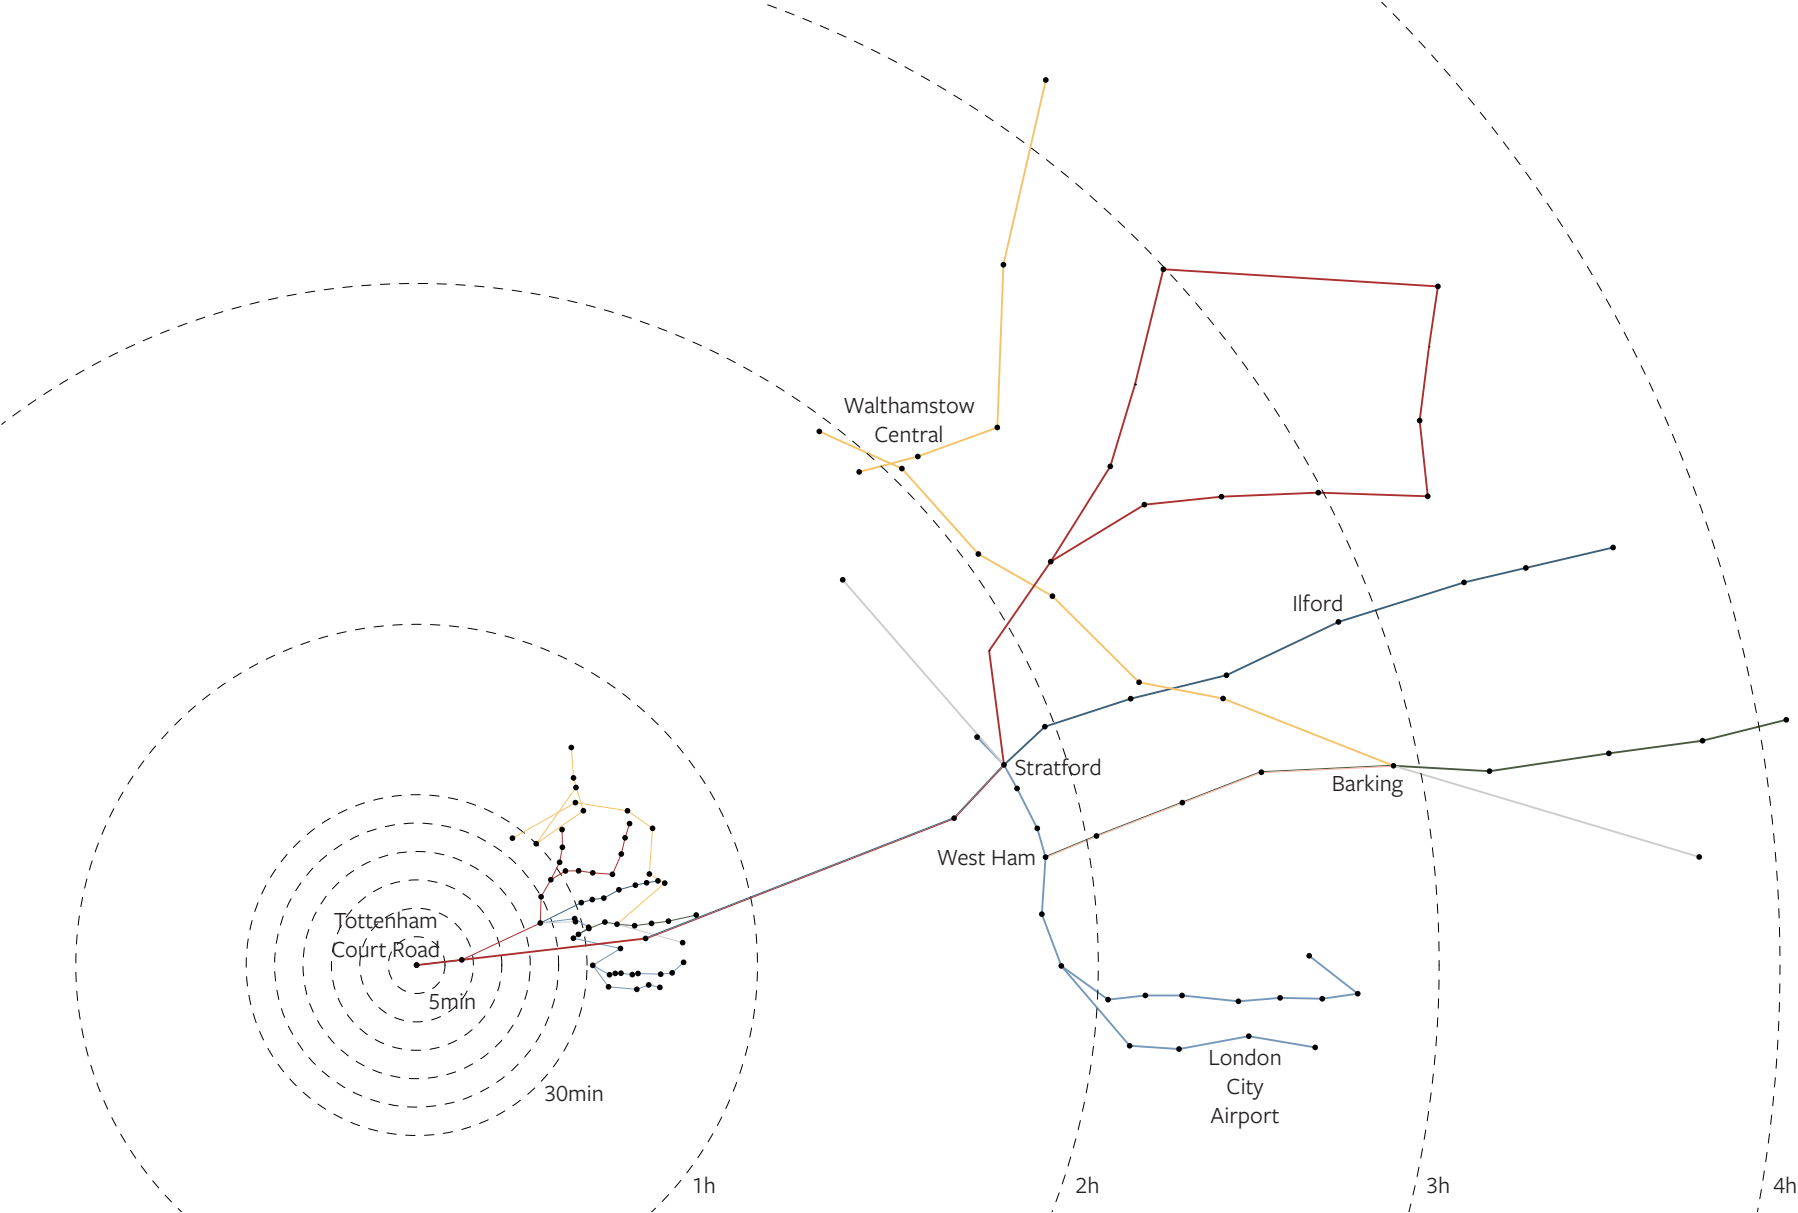 Walthamstow
Central
Ilford
Stratford
Barking
West Ham
Tottenham
Court Road
5min
London
City
Airport
30min
1h
2h
3h
4h